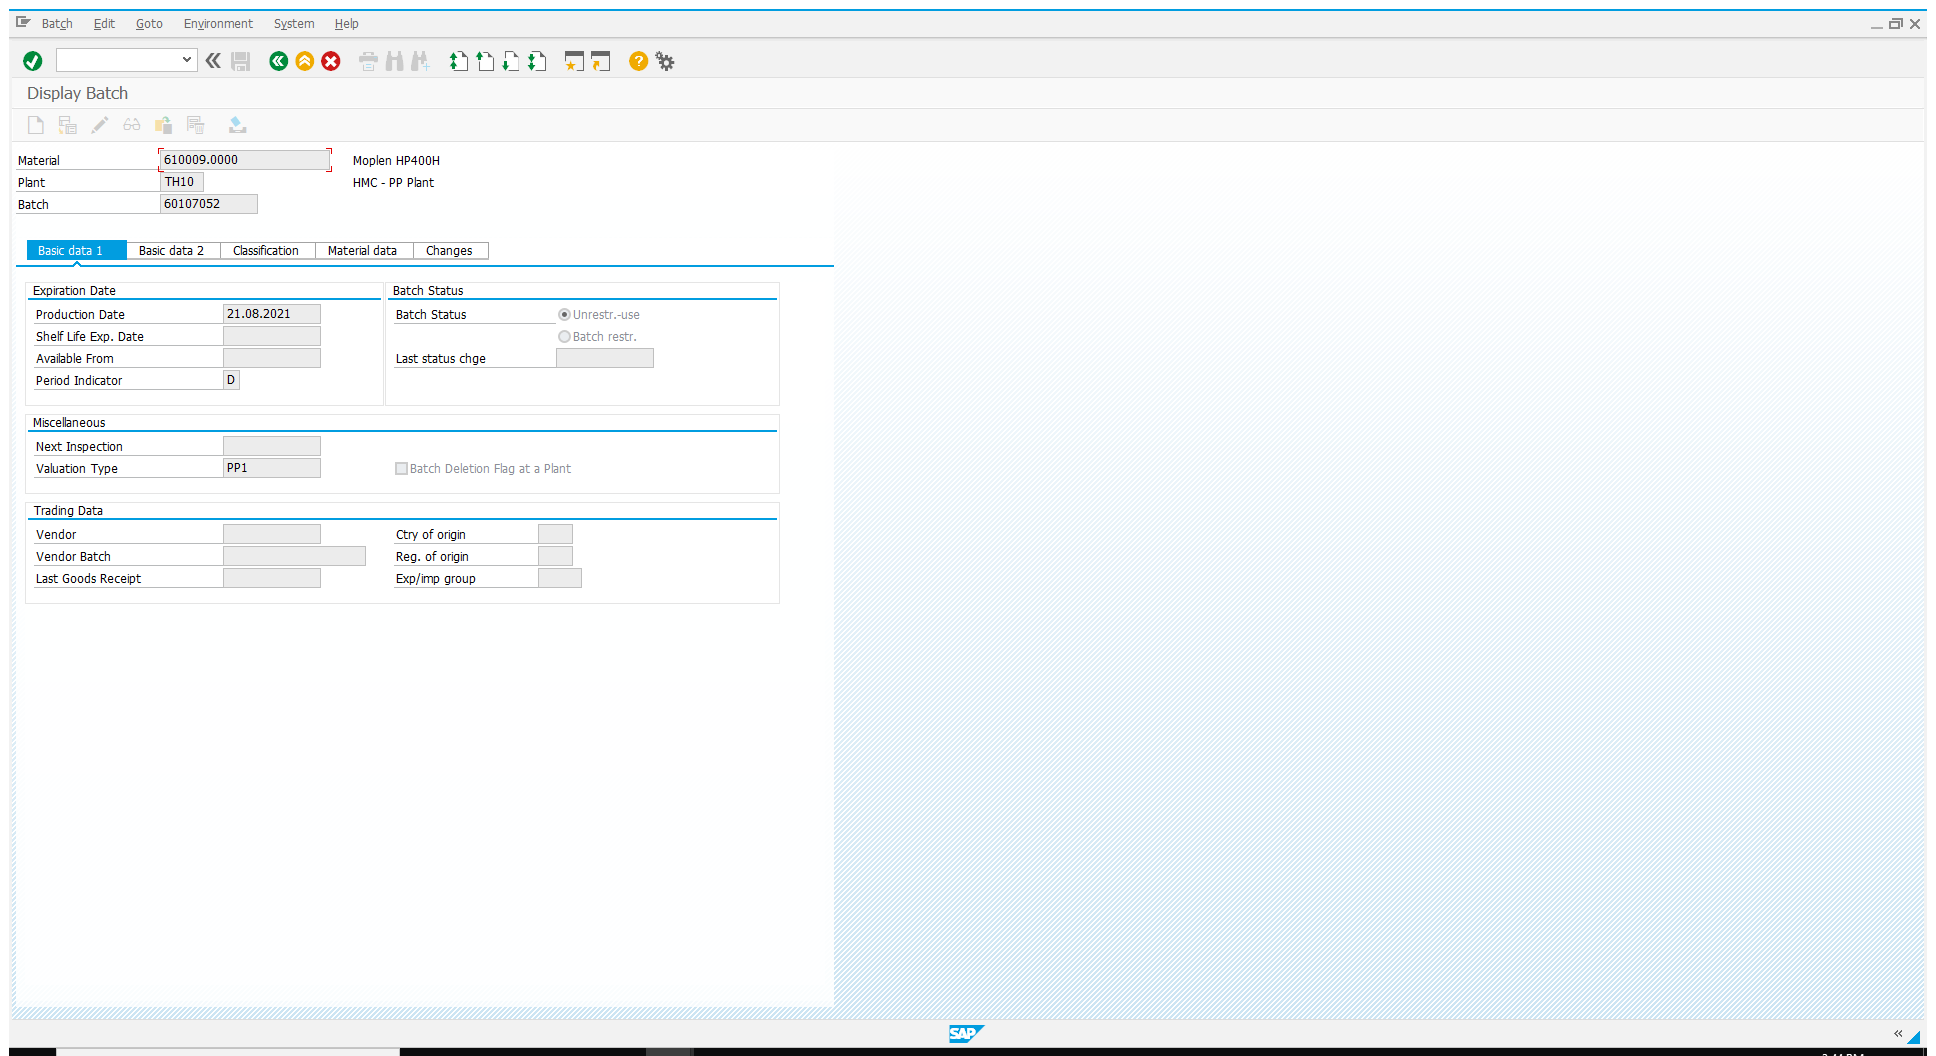 Batch Edit Goto Environment System Help
Display Batch
Material 610009.0000 Moplen HP400H
Plant TH10 HMC - PP Plant
Batch 60107052
Basic data 1 Basic data 2 Classification Material data Changes
Expiration Date Batch Status
Production Date 21.08.2021 Batch Status Unrestr.-use
Shelf Life Exp. Date Batch restr.
Available From Last status chge
Period Indicator D
Miscellaneous
Next Inspection
Valuation Type PP1 Batch Deletion Flag at a Plant
Trading Data
Vendor Ctry of origin
Vendor Batch Reg. of origin
Last Goods Receipt Exp/imp group
SAP